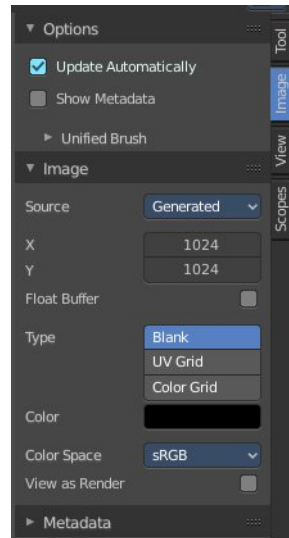 Options
Update Automatically
Show Metadata
Unified Brush
Image
Source Generated
X 1024
Y 1024
Float Buffer
Type Blank
UV Grid
Color Grid
Color
Color Space sRGB
View as Render
Metadata
Tool
Image
View
Scopes